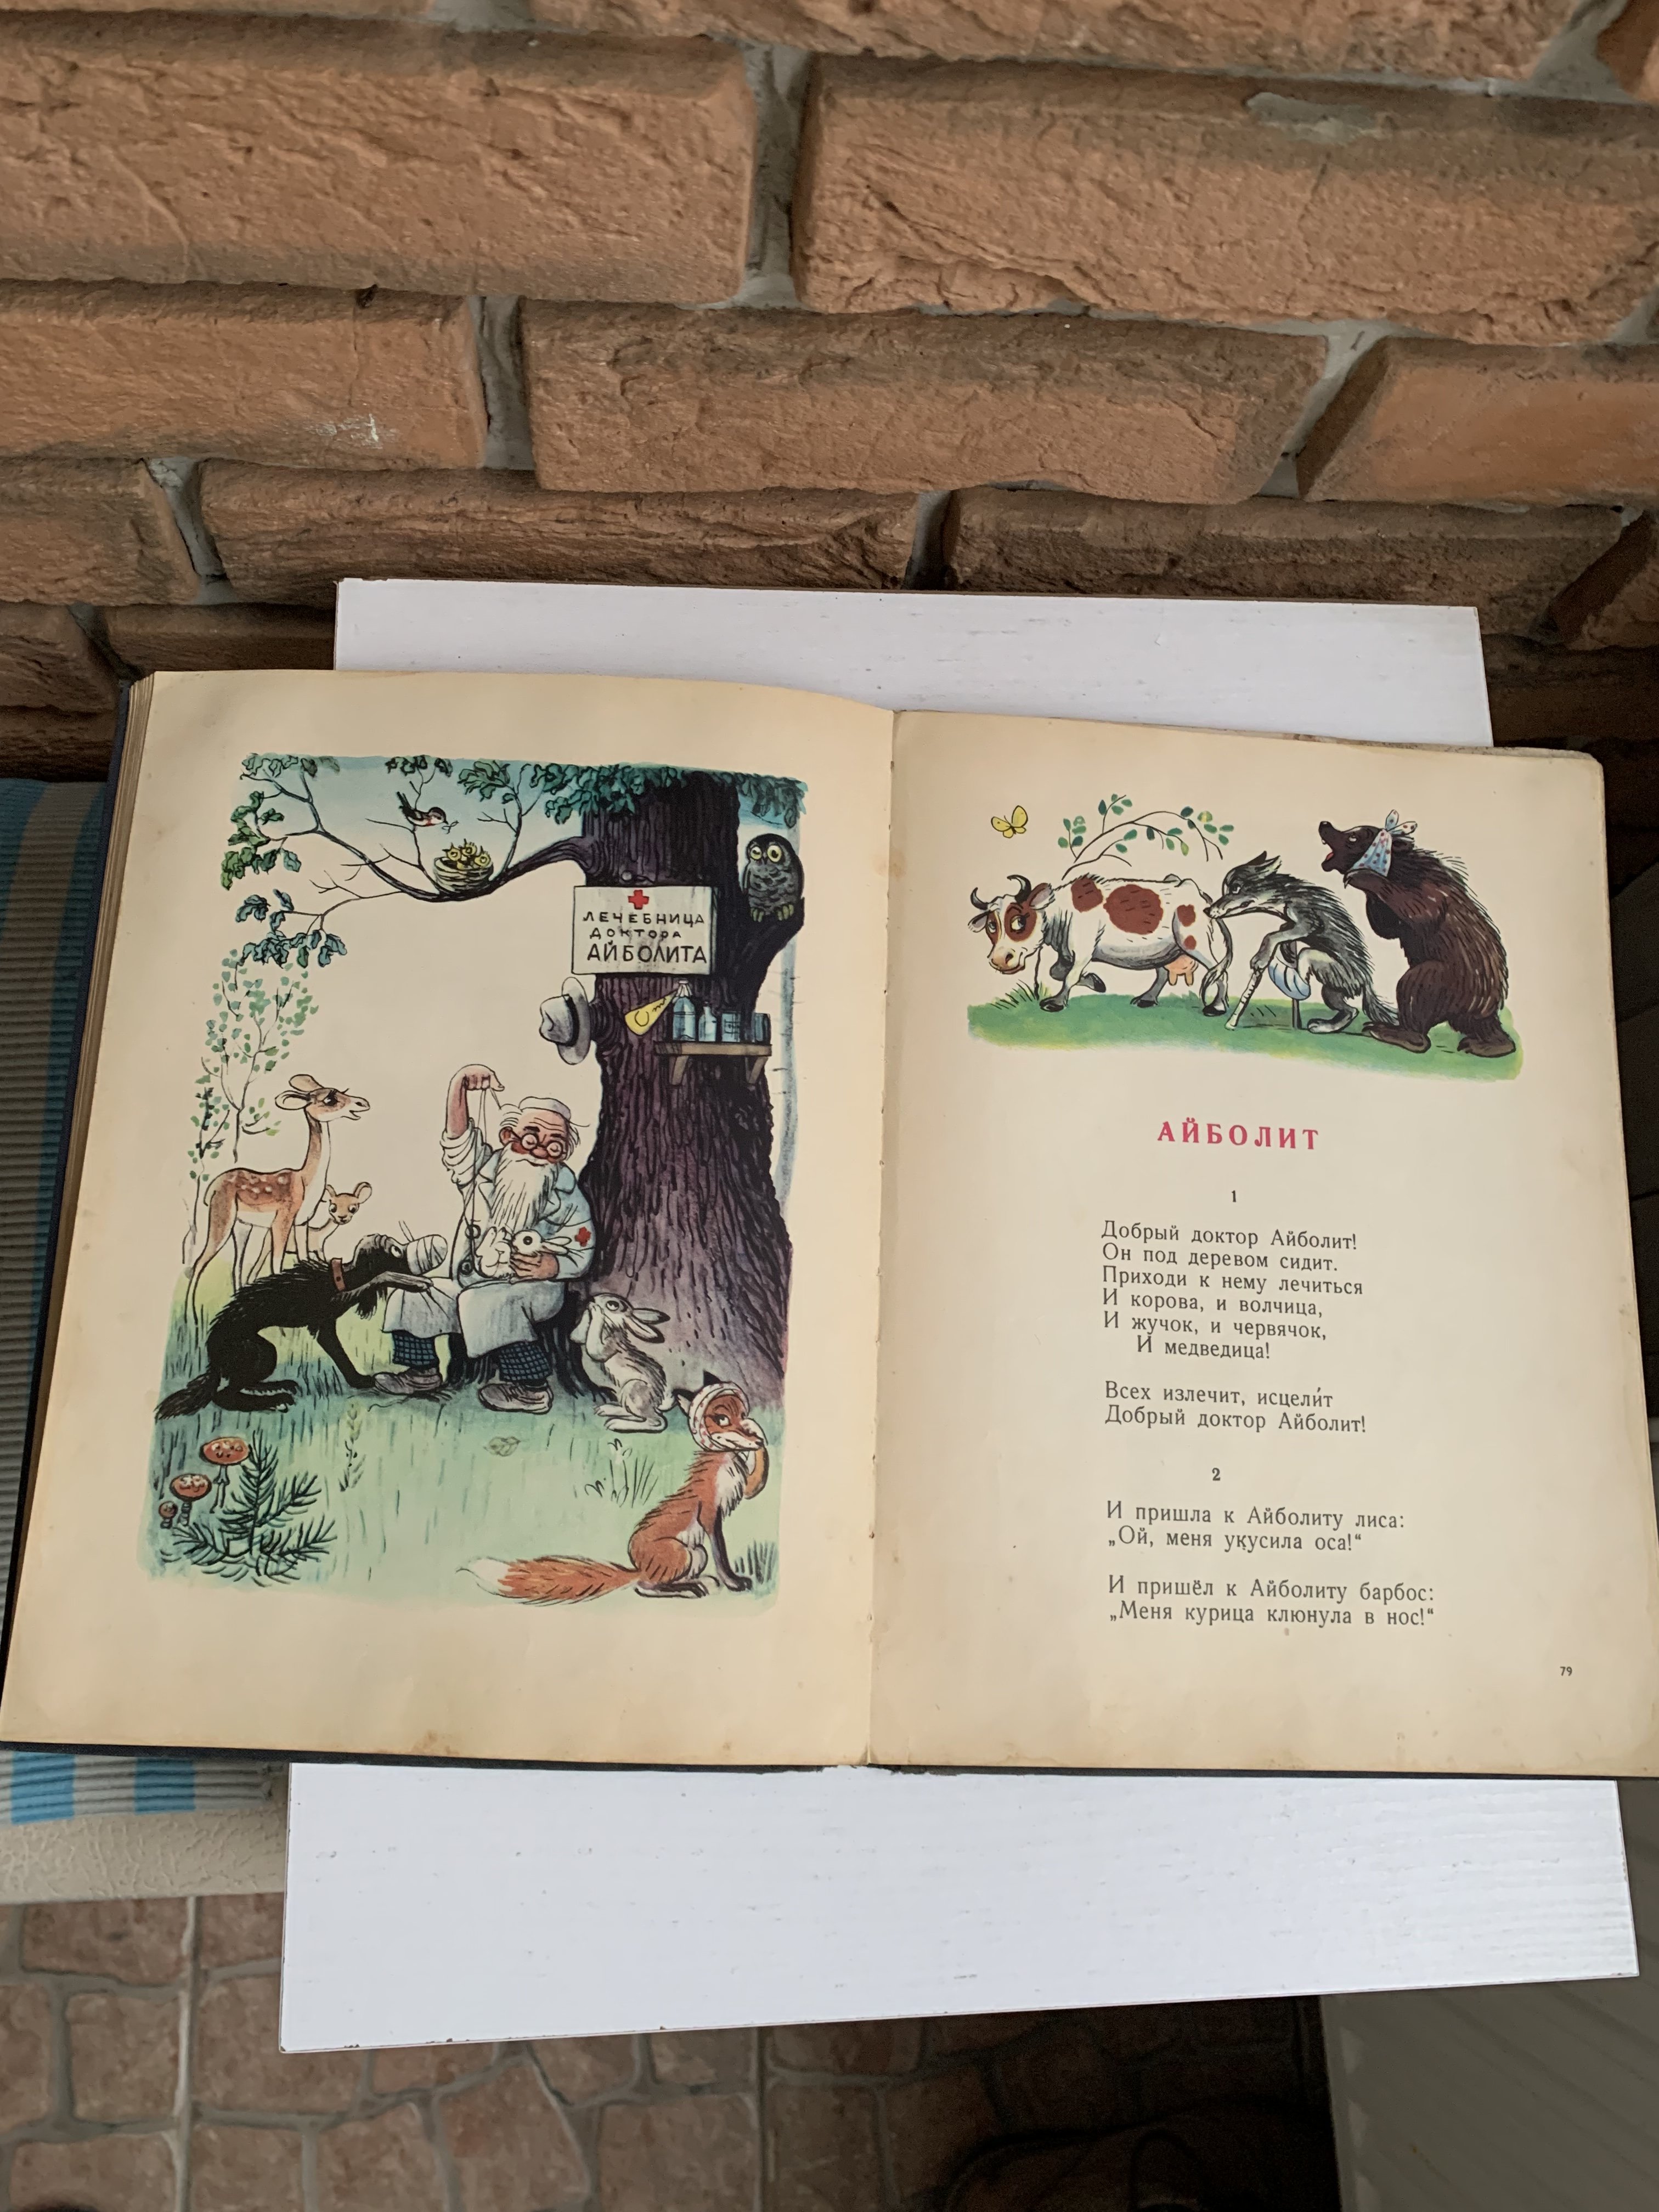 ЛЕЧЕБНИЦА
ДОКТОРА
АЙБОЛИТА
АЙБОЛИТ
1
Добрый доктор Айболит!
Он под деревом сидит.
Приходи к нему лечиться
И корова, и волчица,
И жучок, и червячок,
И медведица!
Всех излечит, исцели́т
Добрый доктор Айболит!
2
И пришла к Айболиту лиса:
„Ой, меня укусила оса!“
И пришёл к Айболиту барбос:
„Меня курица клюнула в нос!“
79